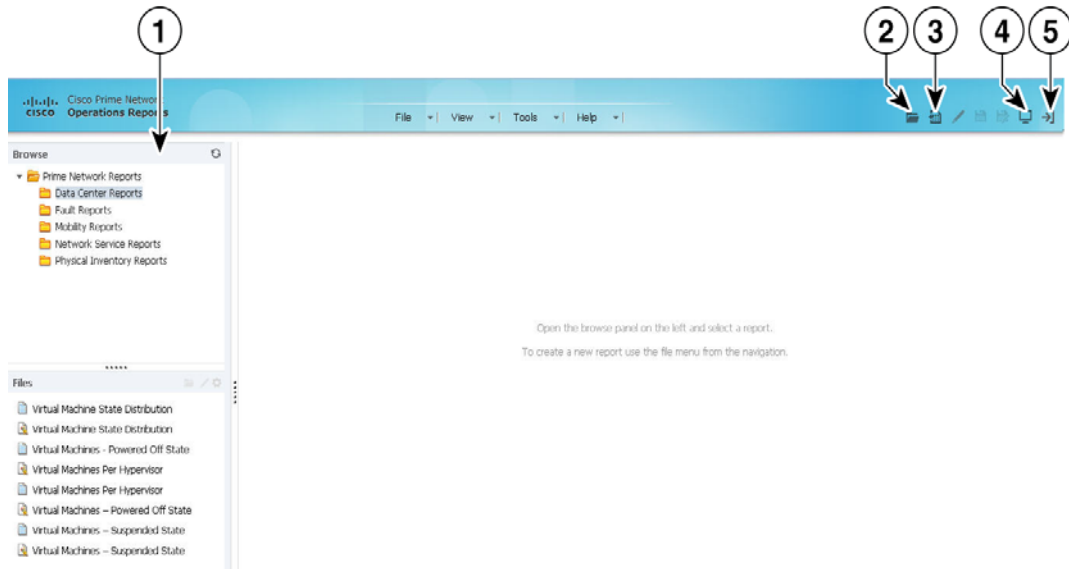 1
2
3
4
5
CISCO
Cisco Prime Network
Operations Reports
File
View
Tools
Help
Browse
Prime Network Reports
Data Center Reports
Fault Reports
Mobility Reports
Network Service Reports
Physical Inventory Reports
Open the browse panel on the left and select a report.
To create a new report use the file menu from the navigation.
Files
Virtual Machine State Distribution
Virtual Machine State Distribution
Virtual Machines - Powered Off State
Virtual Machines Per Hypervisor
Virtual Machines Per Hypervisor
Virtual Machines – Powered Off State
Virtual Machines – Suspended State
Virtual Machines – Suspended State